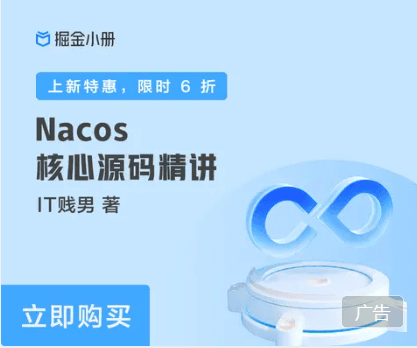 掘金小册
上新特惠，限时 6 折
Nacos
核心源码精讲
IT贱男 著
立即购买
广告